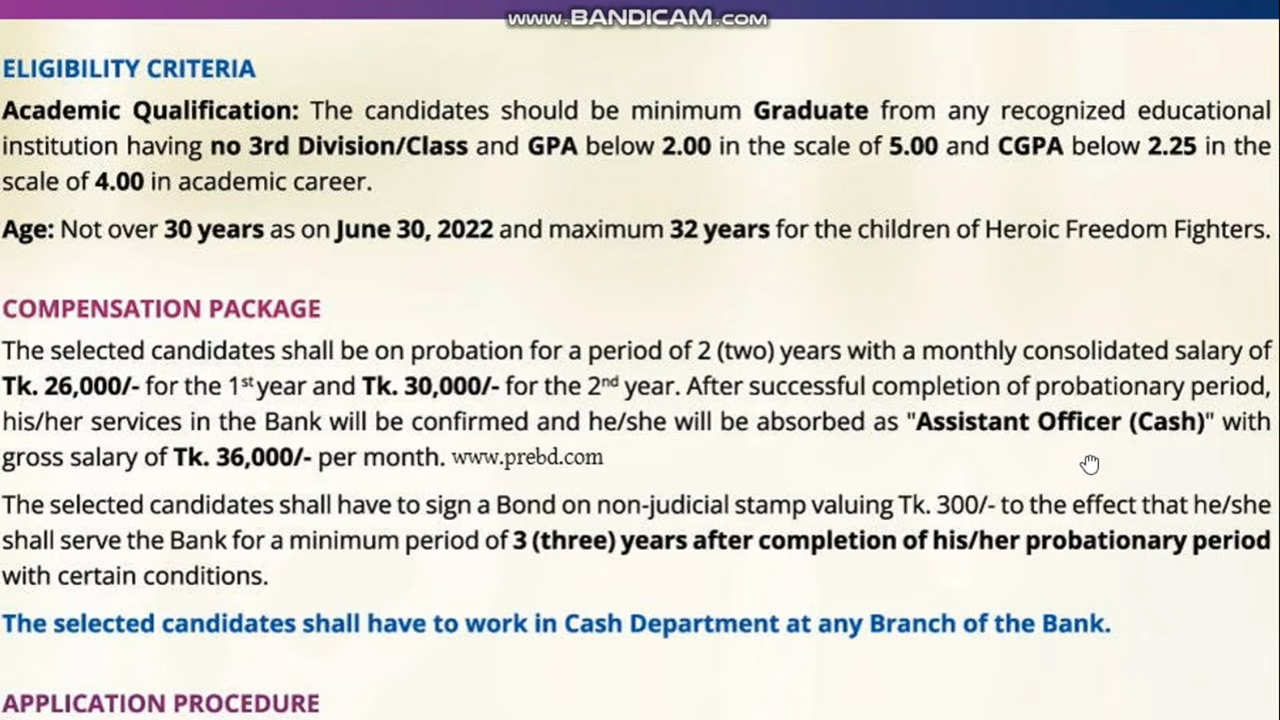 www.BANDICAM.com
ELIGIBILITY CRITERIA
Academic Qualification: The candidates should be minimum Graduate from any recognized educational
institution having no 3rd Division/Class and GPA below 2.00 in the scale of 5.00 and CGPA below 2.25 in the
scale of 4.00 in academic career.
Age: Not over 30 years as on June 30, 2022 and maximum 32 years for the children of Heroic Freedom Fighters.
COMPENSATION PACKAGE
The selected candidates shall be on probation for a period of 2 (two) years with a monthly consolidated salary of
Tk. 26,000/- for the 1st year and Tk. 30,000/- for the 2nd year. After successful completion of probationary period,
his/her services in the Bank will be confirmed and he/she will be absorbed as "Assistant Officer (Cash)" with
gross salary of Tk. 36,000/- per month. www.prebd.com
The selected candidates shall have to sign a Bond on non-judicial stamp valuing Tk. 300/- to the effect that he/she
shall serve the Bank for a minimum period of 3 (three) years after completion of his/her probationary period
with certain conditions.
The selected candidates shall have to work in Cash Department at any Branch of the Bank.
APPLICATION PROCEDURE